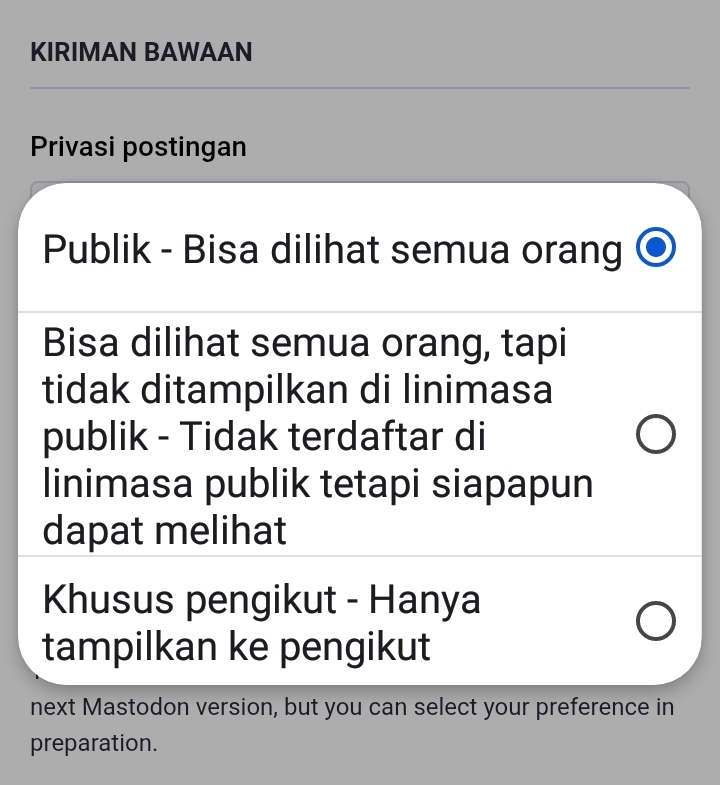 KIRIMAN BAWAAN
Privasi postingan
Publik - Bisa dilihat semua orang
Bisa dilihat semua orang, tapi
tidak ditampilkan di linimasa
publik - Tidak terdaftar di
linimasa publik tetapi siapapun
dapat melihat
Khusus pengikut - Hanya
tampilkan ke pengikut
next Mastodon version, but you can select your preference in
preparation.